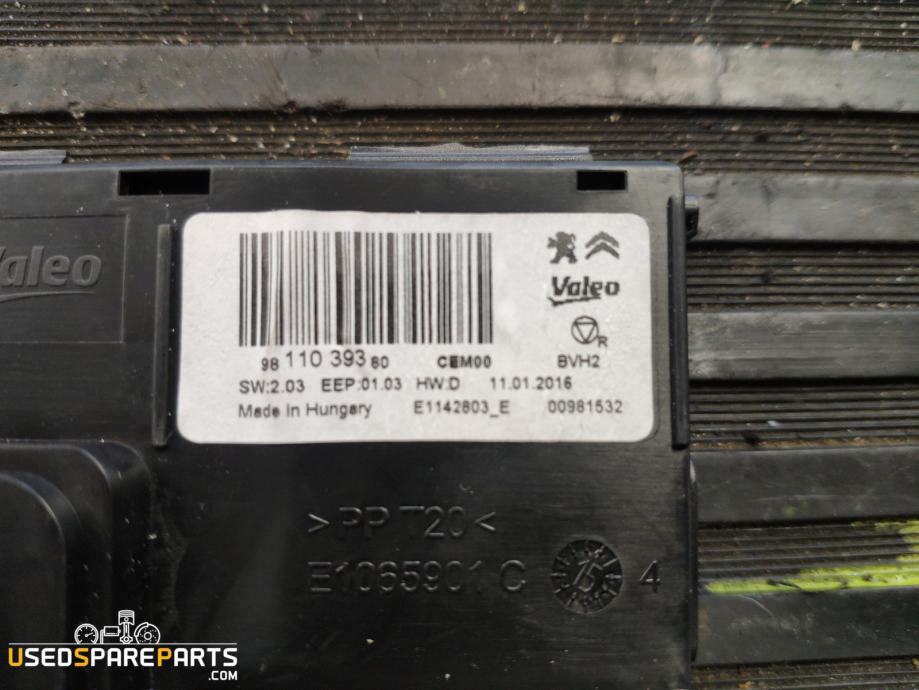 Valeo
Valeo
R
98 110 393 80 CEM00 BVH2
SW:2.03 EEP:01.03 HW:D 11.01.2016
Made In Hungary E1142803_E 00981532
>PP T20<
E1065901 C 15 4
USEDSPAREPARTS
.COM